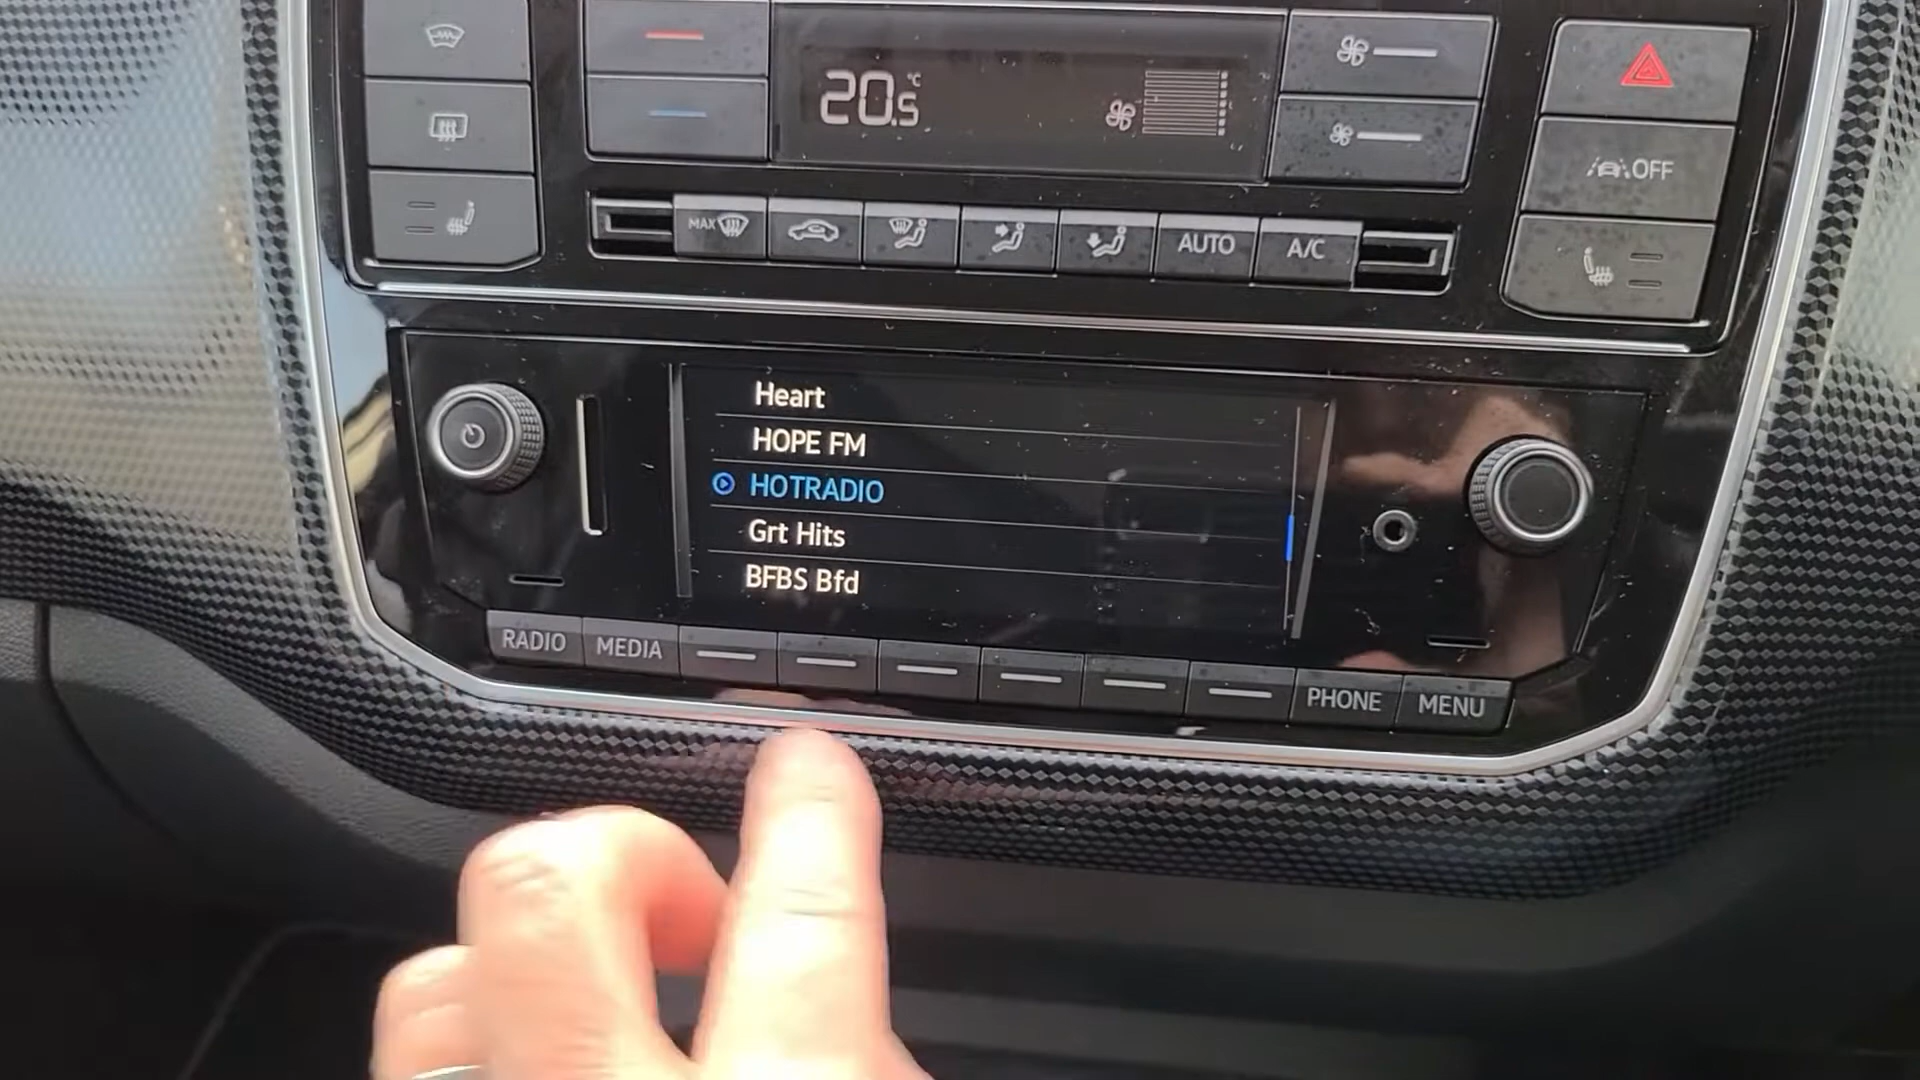 20.5 °C
OFF
MAX
AUTO
A/C
Heart
HOPE FM
HOTRADIO
Grt Hits
BFBS Bfd
RADIO
MEDIA
PHONE
MENU